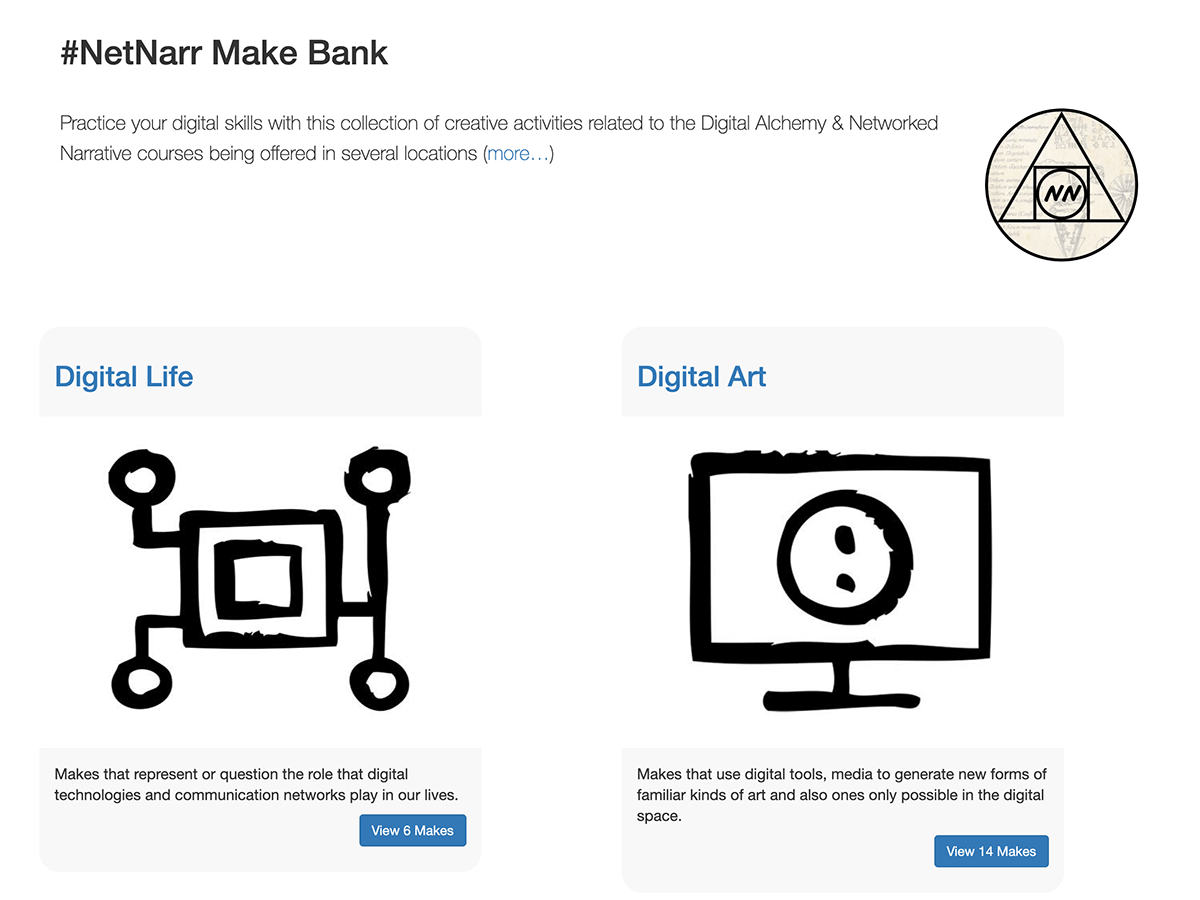 #NetNarr Make Bank
Practice your digital skills with this collection of creative activities related to the Digital Alchemy & Networked
Narrative courses being offered in several locations (more…)
NN
Digital Life
Digital Art
Makes that represent or question the role that digital
technologies and communication networks play in our lives.
View 6 Makes
Makes that use digital tools, media to generate new forms of
familiar kinds of art and also ones only possible in the digital
space.
View 14 Makes